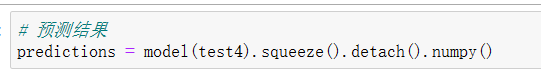 # 预测结果
predictions = model(test4).squeeze().detach().numpy()